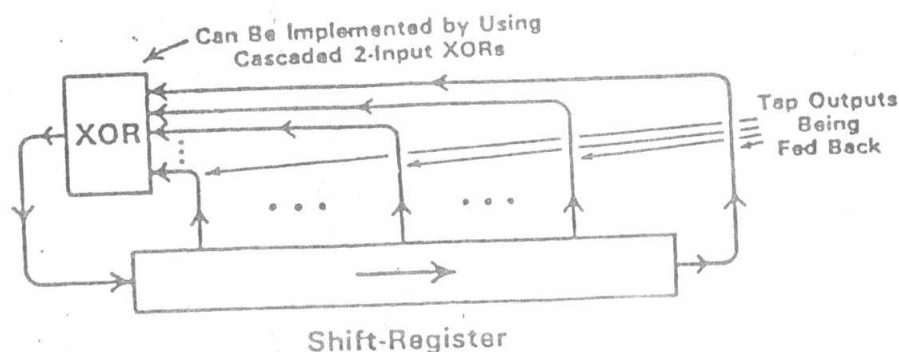 Can Be Implemented by Using
Cascaded 2-Input XORs
XOR
Tap Outputs
Being
Fed Back
Shift-Register